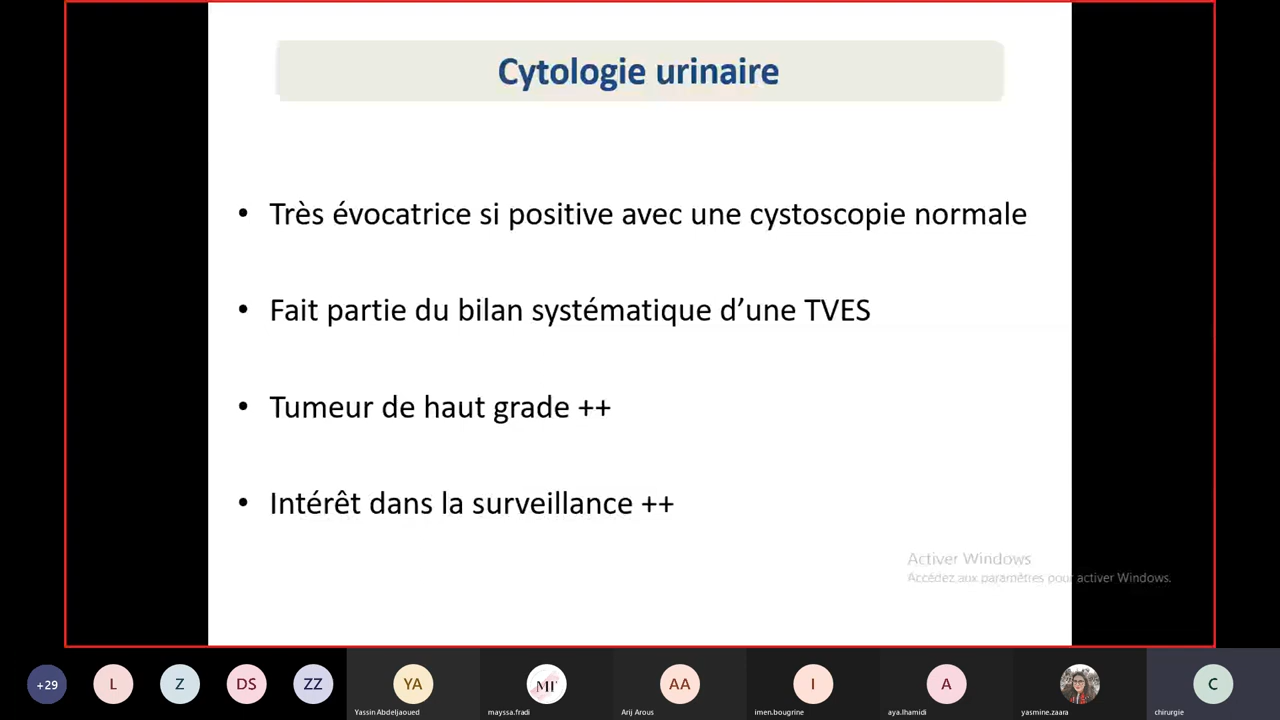 Cytologie urinaire
• Très évocatrice si positive avec une cystoscopie normale
• Fait partie du bilan systématique d’une TVES
• Tumeur de haut grade ++
• Intérêt dans la surveillance ++
Activer Windows
Accédez aux paramètres pour activer Windows.
+29
L
Z
DS
ZZ
YA
MF
AA
I
A
C
Yassin Abdeljaoued
mayssa.fradi
Arij Arous
imen.bougrine
aya.lhamidi
yasmine.zaara
chirurgie